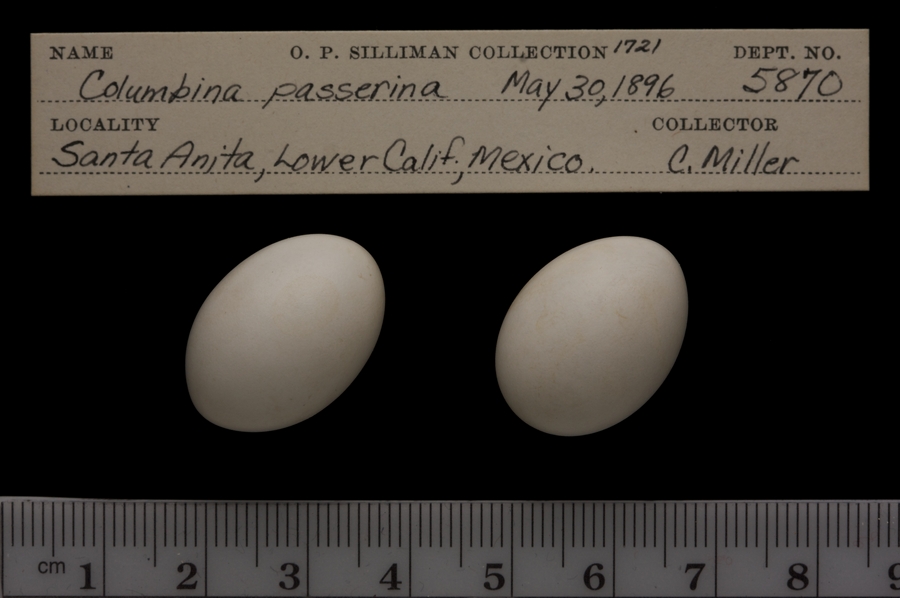 NAME O. P. SILLIMAN COLLECTION 1721 DEPT. NO.
Columbina passerina May 30, 1896 5870
LOCALITY COLLECTOR
Santa Anita, Lower Calif., Mexico. C. Miller
cm 1 2 3 4 5 6 7 8 9